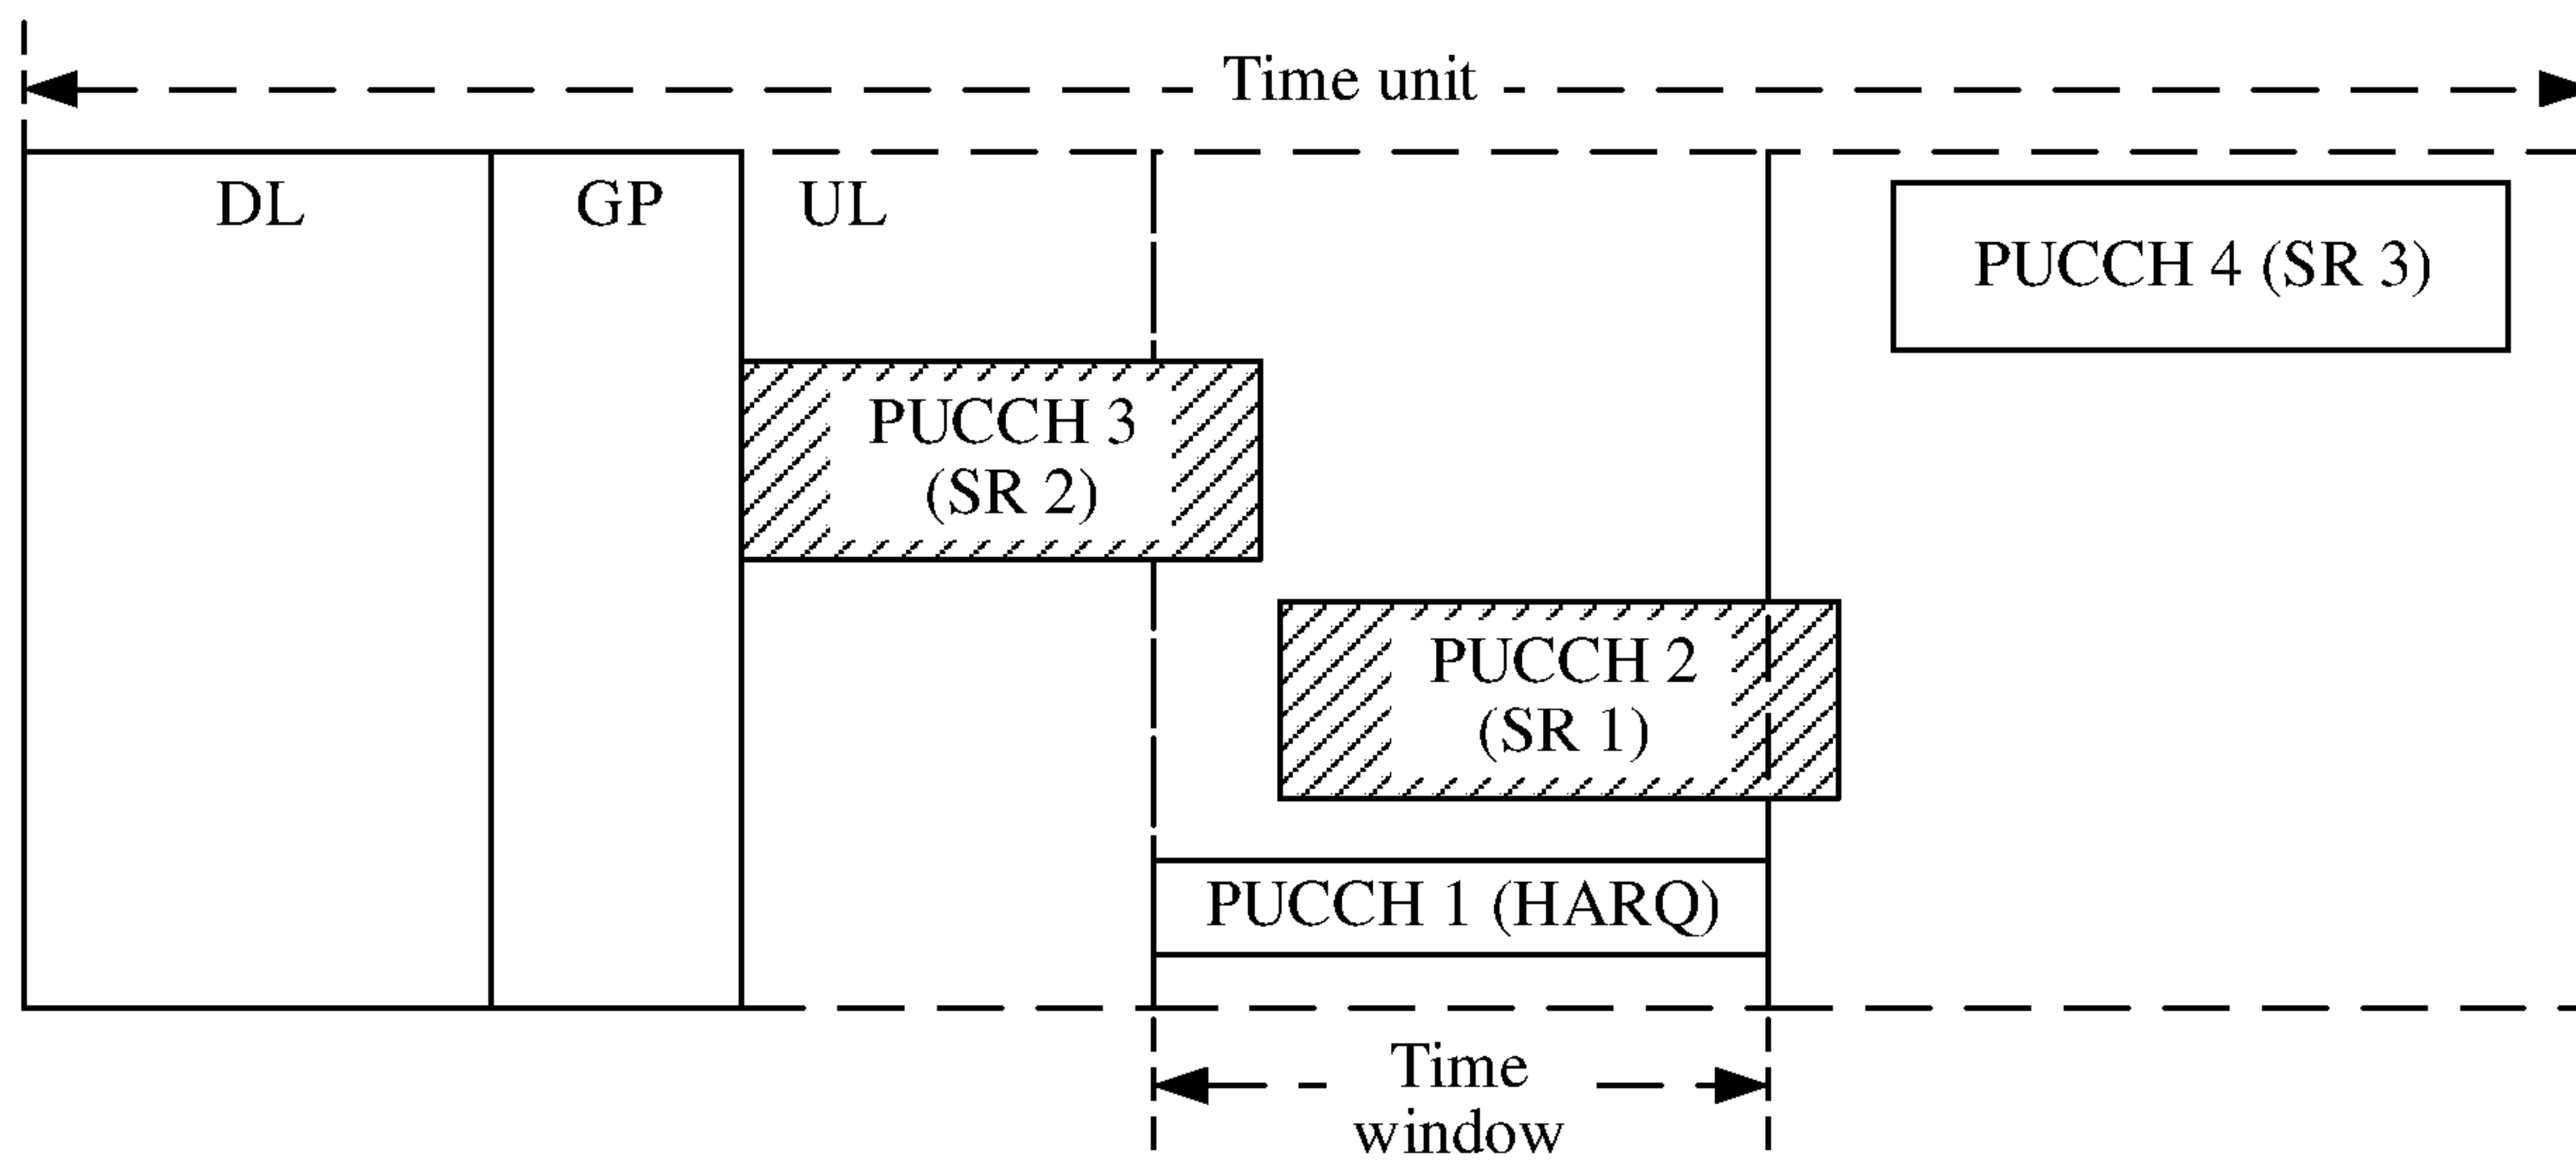 Time unit
DL
GP
UL
PUCCH 4 (SR 3)
PUCCH 3
(SR 2)
PUCCH 2
(SR 1)
PUCCH 1 (HARQ)
Time
window